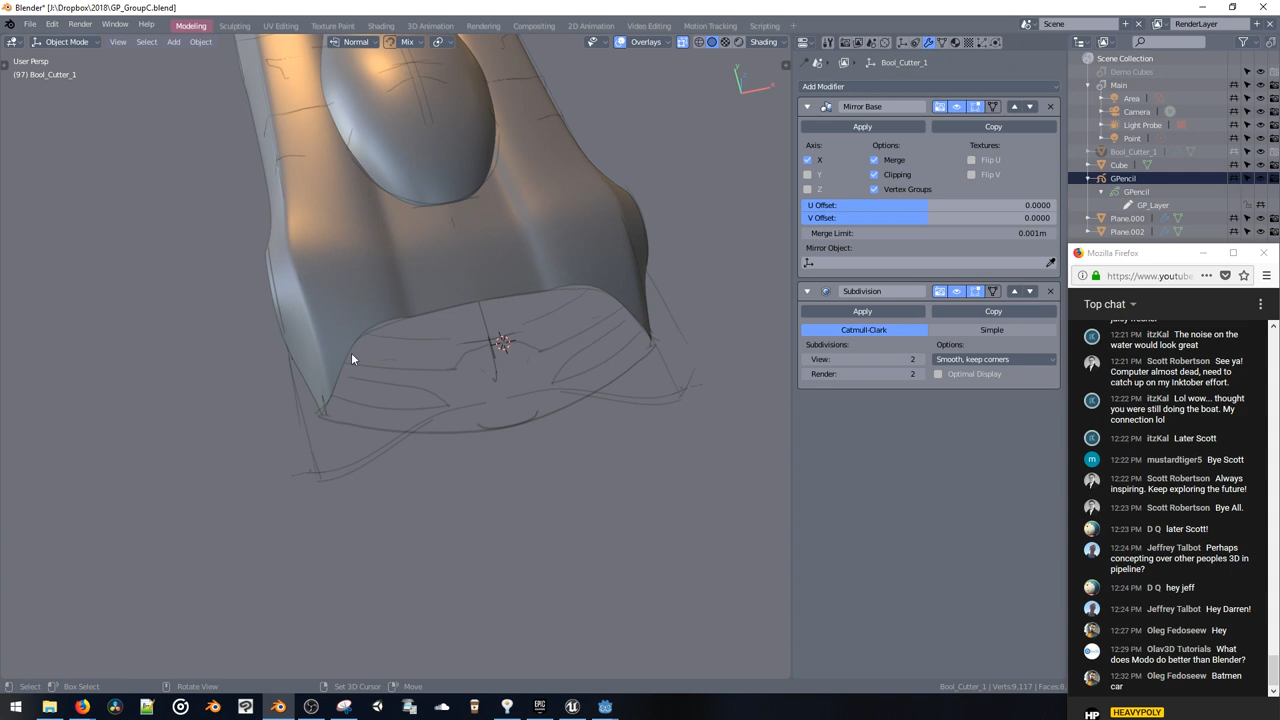 Blender* [J:\Dropbox\2018\GP_GroupC.blend]
File Edit Render Window Help
Modeling Sculpting UV Editing Texture Paint Shading 3D Animation Rendering Compositing 2D Animation Video Editing Motion Tracking Scripting
Scene RenderLayer
Object Mode View Select Add Object Normal Mix Overlays Shading
User Persp
(97) Bool_Cutter_1
y
x
Bool_Cutter_1
Add Modifier
Mirror Base
Apply Copy
Axis: Options: Textures:
X Merge Flip U
Y Clipping Flip V
Z Vertex Groups
U Offset: 0.0000
V Offset: 0.0000
Merge Limit: 0.001m
Mirror Object:
Subdivision
Apply Copy
Catmull-Clark Simple
Subdivisions: Options:
View: 2 Smooth, keep corners
Render: 2 Optimal Display
Scene Collection
Demo Cubes
Main
Area
Camera
Light Probe
Point
Bool_Cutter_1
Cube
GPencil
GPencil
GP_Layer
Plane.000
Plane.002
Mozilla Firefox
https://www.youtube
Top chat
juicy fresher
12:21 PM itzKal The noise on the
water would look great
12:21 PM Scott Robertson See ya!
Computer almost dead, need to
catch up on my Inktober effort.
12:22 PM itzKal Lol wow... thought
you were still doing the boat. My
connection lol
12:22 PM itzKal Later Scott
12:22 PM mustardtiger5 Bye Scott
12:22 PM Scott Robertson Always
inspiring. Keep exploring the future!
12:23 PM Scott Robertson Bye All.
12:23 PM D Q later Scott!
12:24 PM Jeffrey Talbot Perhaps
concepting over other peoples 3D in
pipeline?
12:24 PM D Q hey jeff
12:24 PM Jeffrey Talbot Hey Darren!
12:27 PM Oleg Fedoseew Hey
12:29 PM Olav3D Tutorials What
does Modo do better than Blender?
12:32 PM Oleg Fedoseew Batmen
car
HP HEAVYPOLY
Select Box Select Rotate View Set 3D Cursor Move
Bool_Cutter_1 | Verts:9,117 | Faces:8,